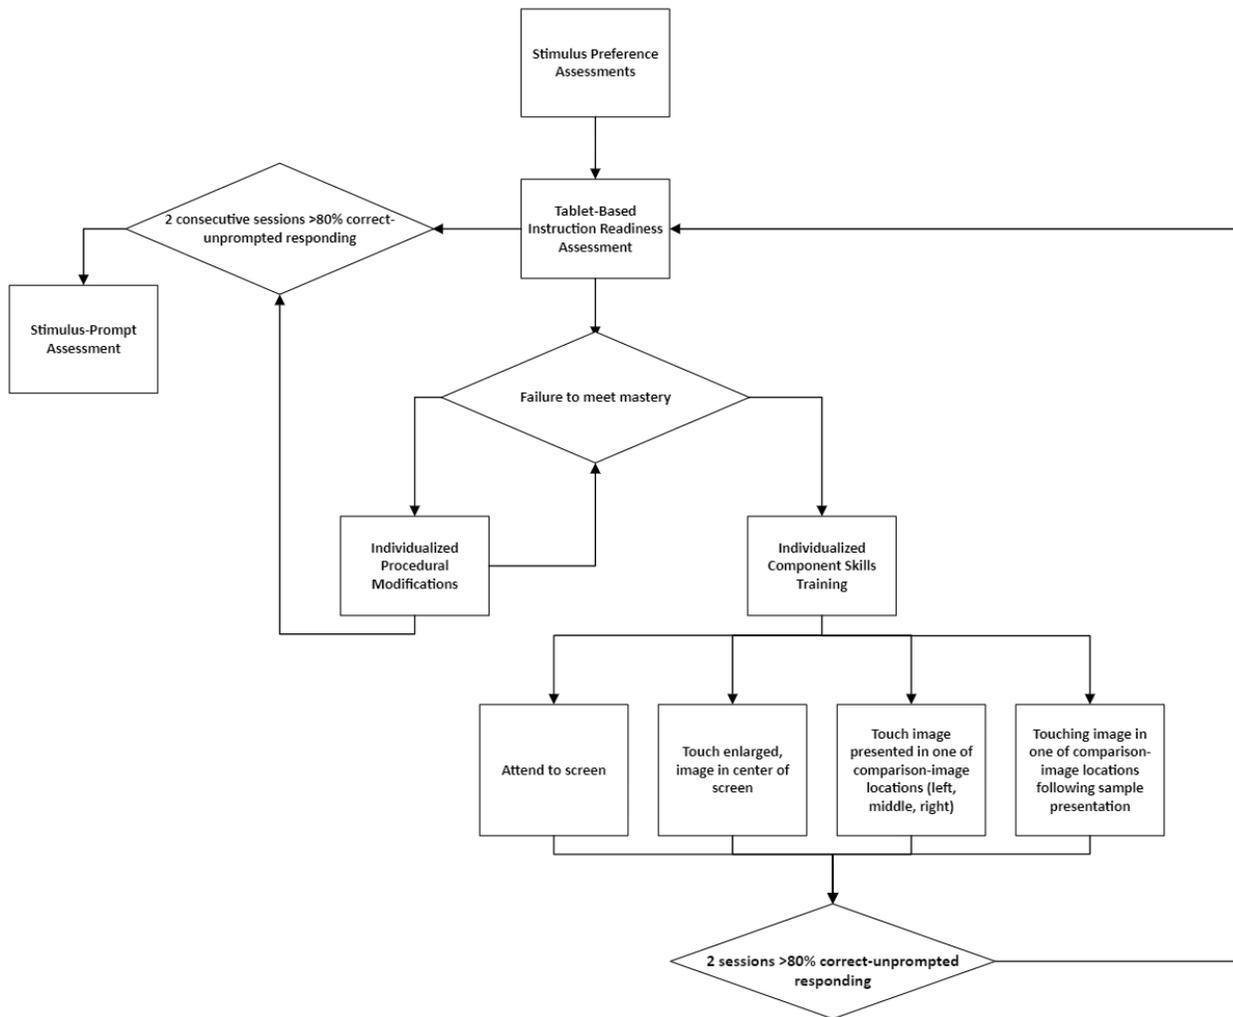 Stimulus Preference
Assessments
2 consecutive sessions >80% correct-
unprompted responding
Tablet-Based
Instruction Readiness
Assessment
Stimulus-Prompt
Assessment
Failure to meet mastery
Individualized
Procedural
Modifications
Individualized
Component Skills
Training
Attend to screen
Touch enlarged,
image in center of
screen
Touch image
presented in one of
comparison-image
locations (left,
middle, right)
Touching image in
one of comparison-
image locations
following sample
presentation
2 sessions >80% correct-unprompted
responding